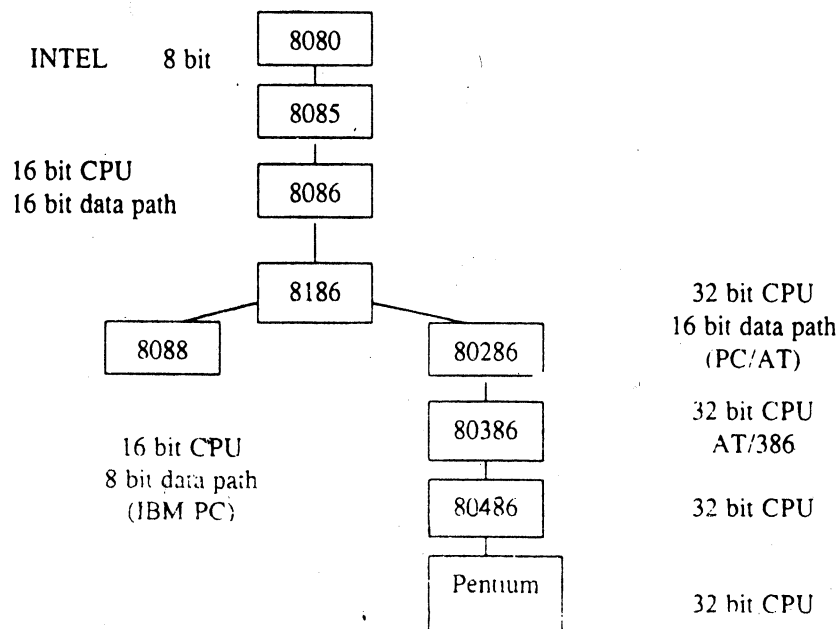 8080
INTEL 8 bit
8085
16 bit CPU
16 bit data path
8086
8186
32 bit CPU
16 bit data path
(PC/AT)
8088
80286
16 bit CPU
8 bit data path
(IBM PC)
80386
32 bit CPU
AT/386
80486
32 bit CPU
Pentium
32 bit CPU